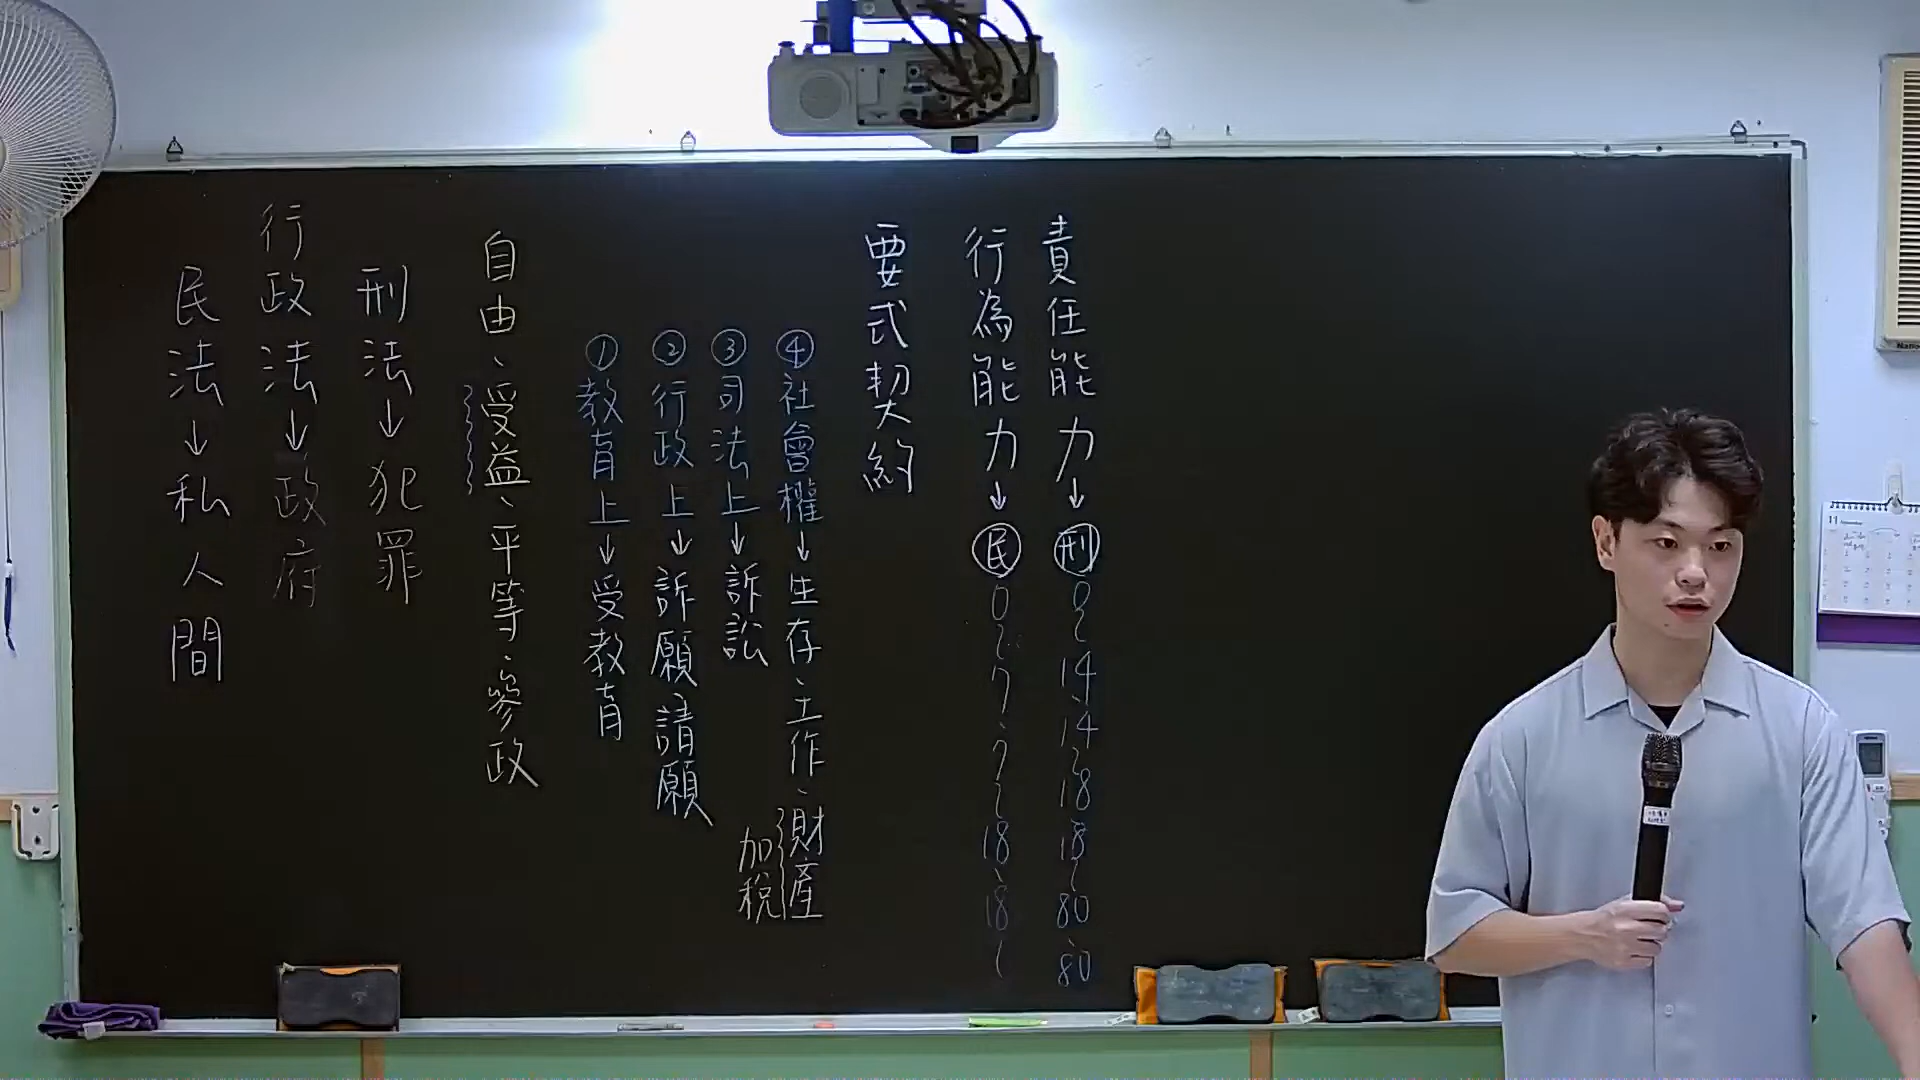 責任能力→刑 0~14、14~18、18~80、80
行為能力→民 0~7、7~18、18~
要式契約
④社會權→生存、工作、財產
加稅
③司法上→訴訟
②行政上→訴願、請願
①教育上→受教育
自由、受益、平等、參政
刑法→犯罪
行政法→政府
民法→私人間
11